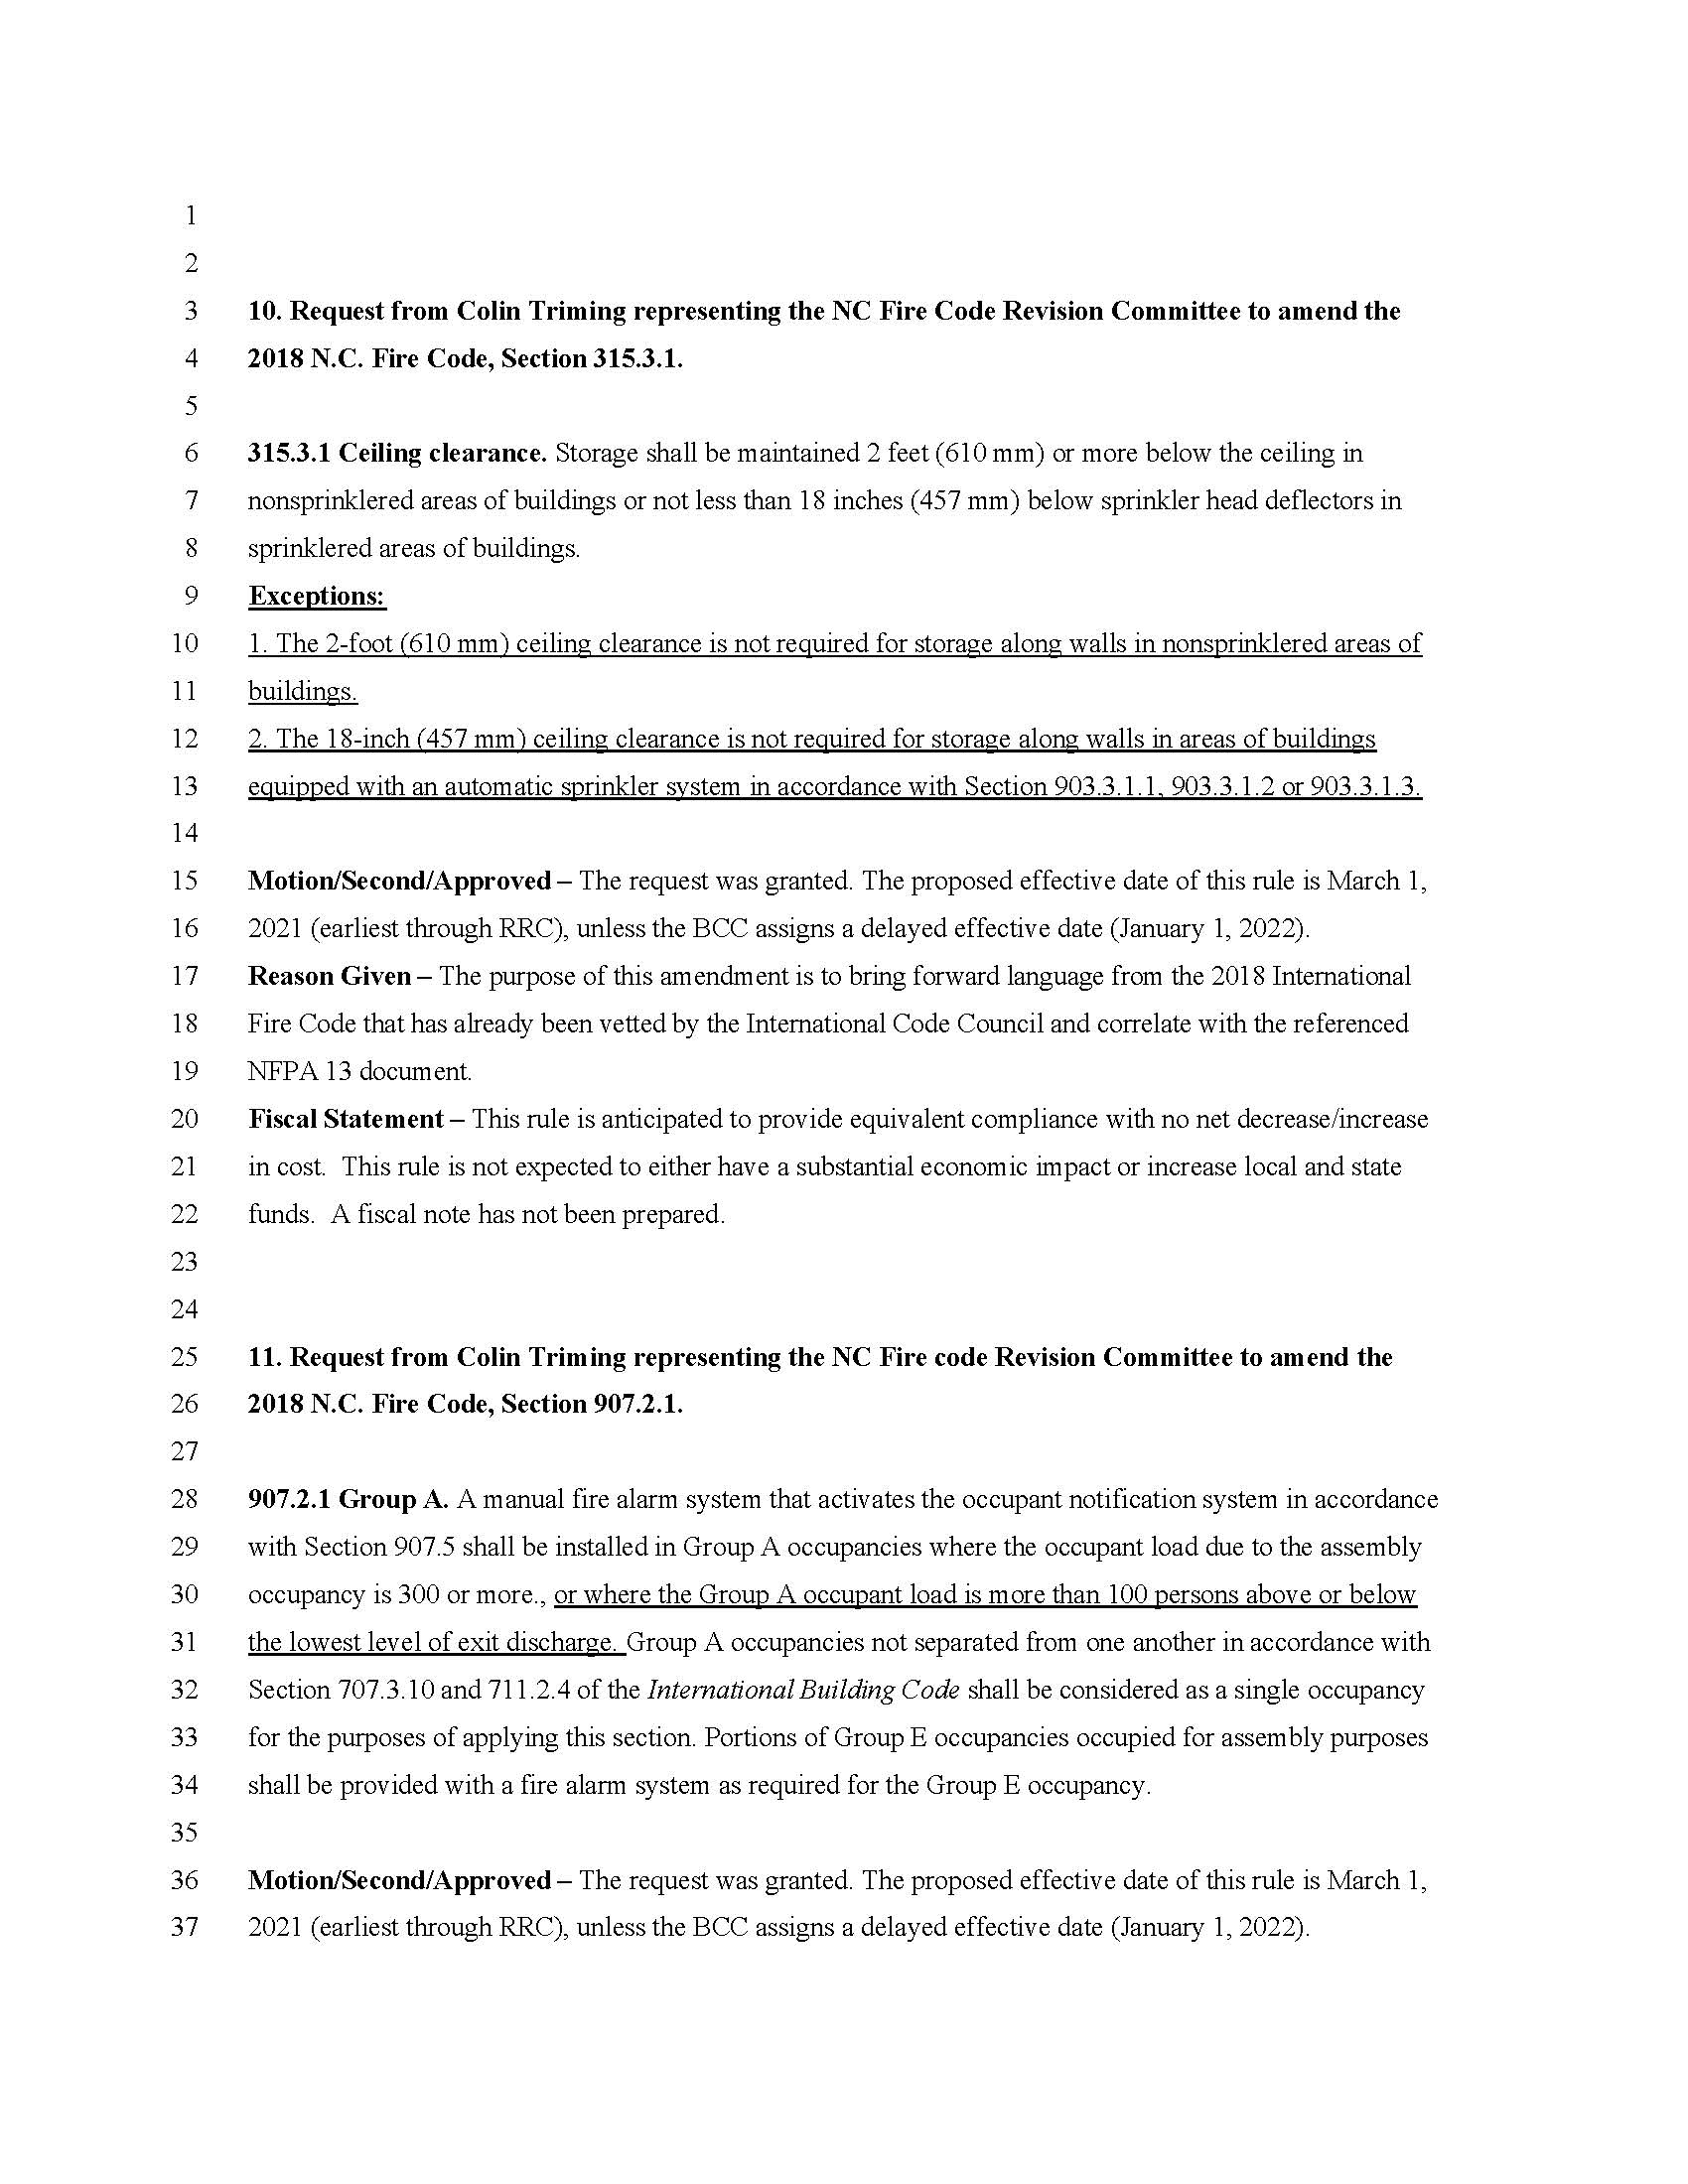 1
2
3 10. Request from Colin Triming representing the NC Fire Code Revision Committee to amend the
4 2018 N.C. Fire Code, Section 315.3.1.
5
6 315.3.1 Ceiling clearance. Storage shall be maintained 2 feet (610 mm) or more below the ceiling in
7 nonsprinklered areas of buildings or not less than 18 inches (457 mm) below sprinkler head deflectors in
8 sprinklered areas of buildings.
9 Exceptions:
10 1. The 2-foot (610 mm) ceiling clearance is not required for storage along walls in nonsprinklered areas of
11 buildings.
12 2. The 18-inch (457 mm) ceiling clearance is not required for storage along walls in areas of buildings
13 equipped with an automatic sprinkler system in accordance with Section 903.3.1.1, 903.3.1.2 or 903.3.1.3.
14
15 Motion/Second/Approved – The request was granted. The proposed effective date of this rule is March 1,
16 2021 (earliest through RRC), unless the BCC assigns a delayed effective date (January 1, 2022).
17 Reason Given – The purpose of this amendment is to bring forward language from the 2018 International
18 Fire Code that has already been vetted by the International Code Council and correlate with the referenced
19 NFPA 13 document.
20 Fiscal Statement – This rule is anticipated to provide equivalent compliance with no net decrease/increase
21 in cost. This rule is not expected to either have a substantial economic impact or increase local and state
22 funds. A fiscal note has not been prepared.
23
24
25 11. Request from Colin Triming representing the NC Fire code Revision Committee to amend the
26 2018 N.C. Fire Code, Section 907.2.1.
27
28 907.2.1 Group A. A manual fire alarm system that activates the occupant notification system in accordance
29 with Section 907.5 shall be installed in Group A occupancies where the occupant load due to the assembly
30 occupancy is 300 or more., or where the Group A occupant load is more than 100 persons above or below
31 the lowest level of exit discharge. Group A occupancies not separated from one another in accordance with
32 Section 707.3.10 and 711.2.4 of the International Building Code shall be considered as a single occupancy
33 for the purposes of applying this section. Portions of Group E occupancies occupied for assembly purposes
34 shall be provided with a fire alarm system as required for the Group E occupancy.
35
36 Motion/Second/Approved – The request was granted. The proposed effective date of this rule is March 1,
37 2021 (earliest through RRC), unless the BCC assigns a delayed effective date (January 1, 2022).